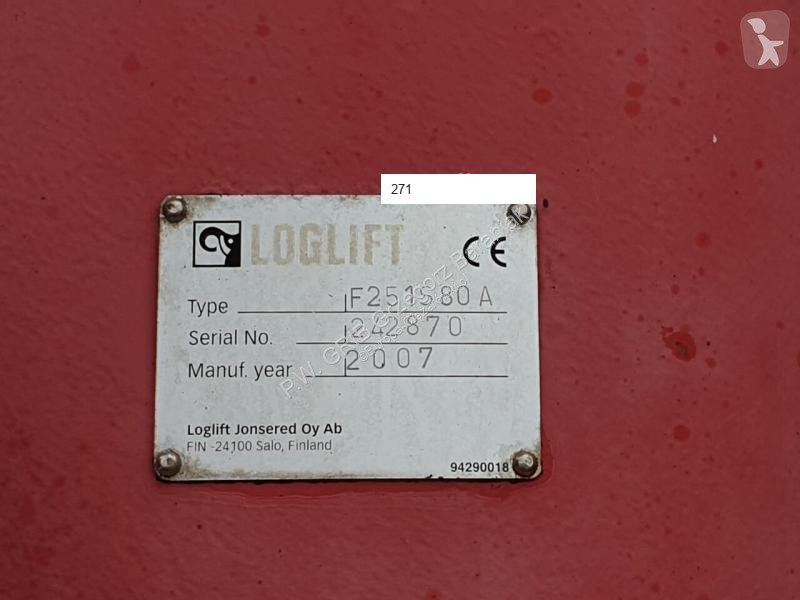 271
LOGLIFT CE
Type F251S80A
Serial No. 242870
Manuf. year 2007
Loglift Jonsered Oy Ab
FIN -24100 Salo, Finland
94290018